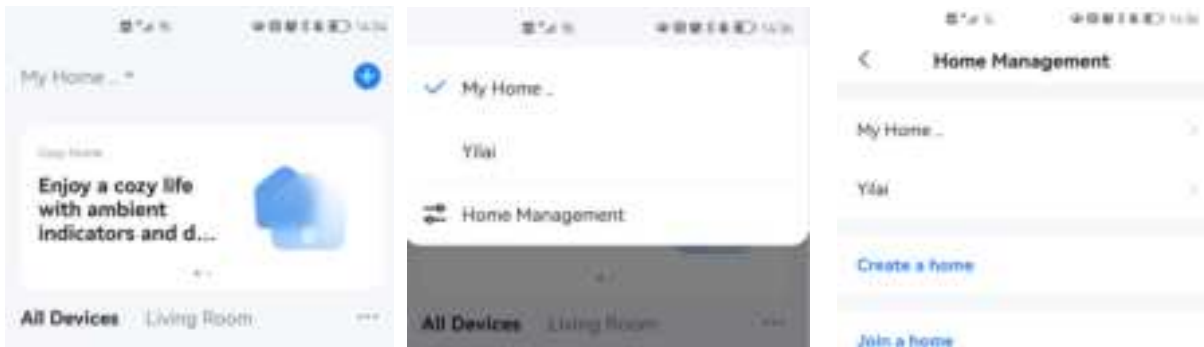 My Home ..
Cozy Home
Enjoy a cozy life
with ambient
indicators and d...
All Devices Living Room ...
My Home ..
Yilai
Home Management
All Devices Living Room ...
Home Management
My Home ..
Yilai
Create a home
Join a home